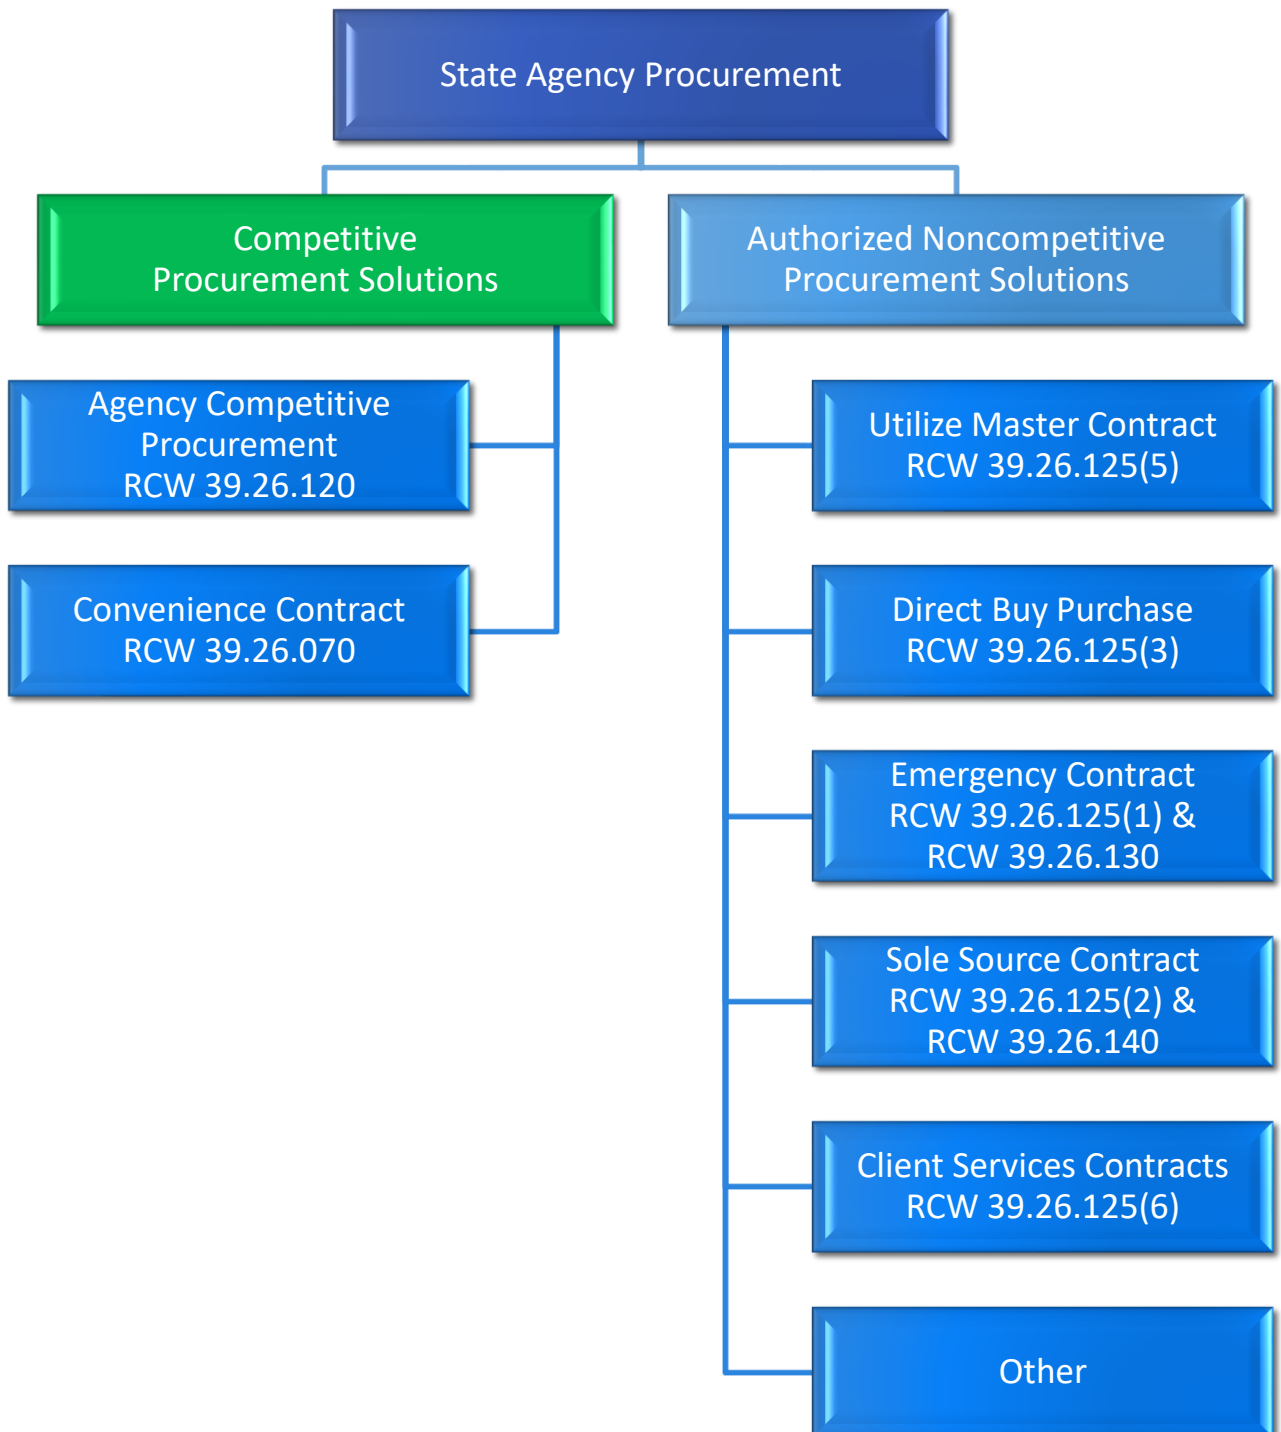 State Agency Procurement
Competitive
Procurement Solutions
Authorized Noncompetitive
Procurement Solutions
Agency Competitive
Procurement
RCW 39.26.120
Convenience Contract
RCW 39.26.070
Utilize Master Contract
RCW 39.26.125(5)
Direct Buy Purchase
RCW 39.26.125(3)
Emergency Contract
RCW 39.26.125(1) &
RCW 39.26.130
Sole Source Contract
RCW 39.26.125(2) &
RCW 39.26.140
Client Services Contracts
RCW 39.26.125(6)
Other